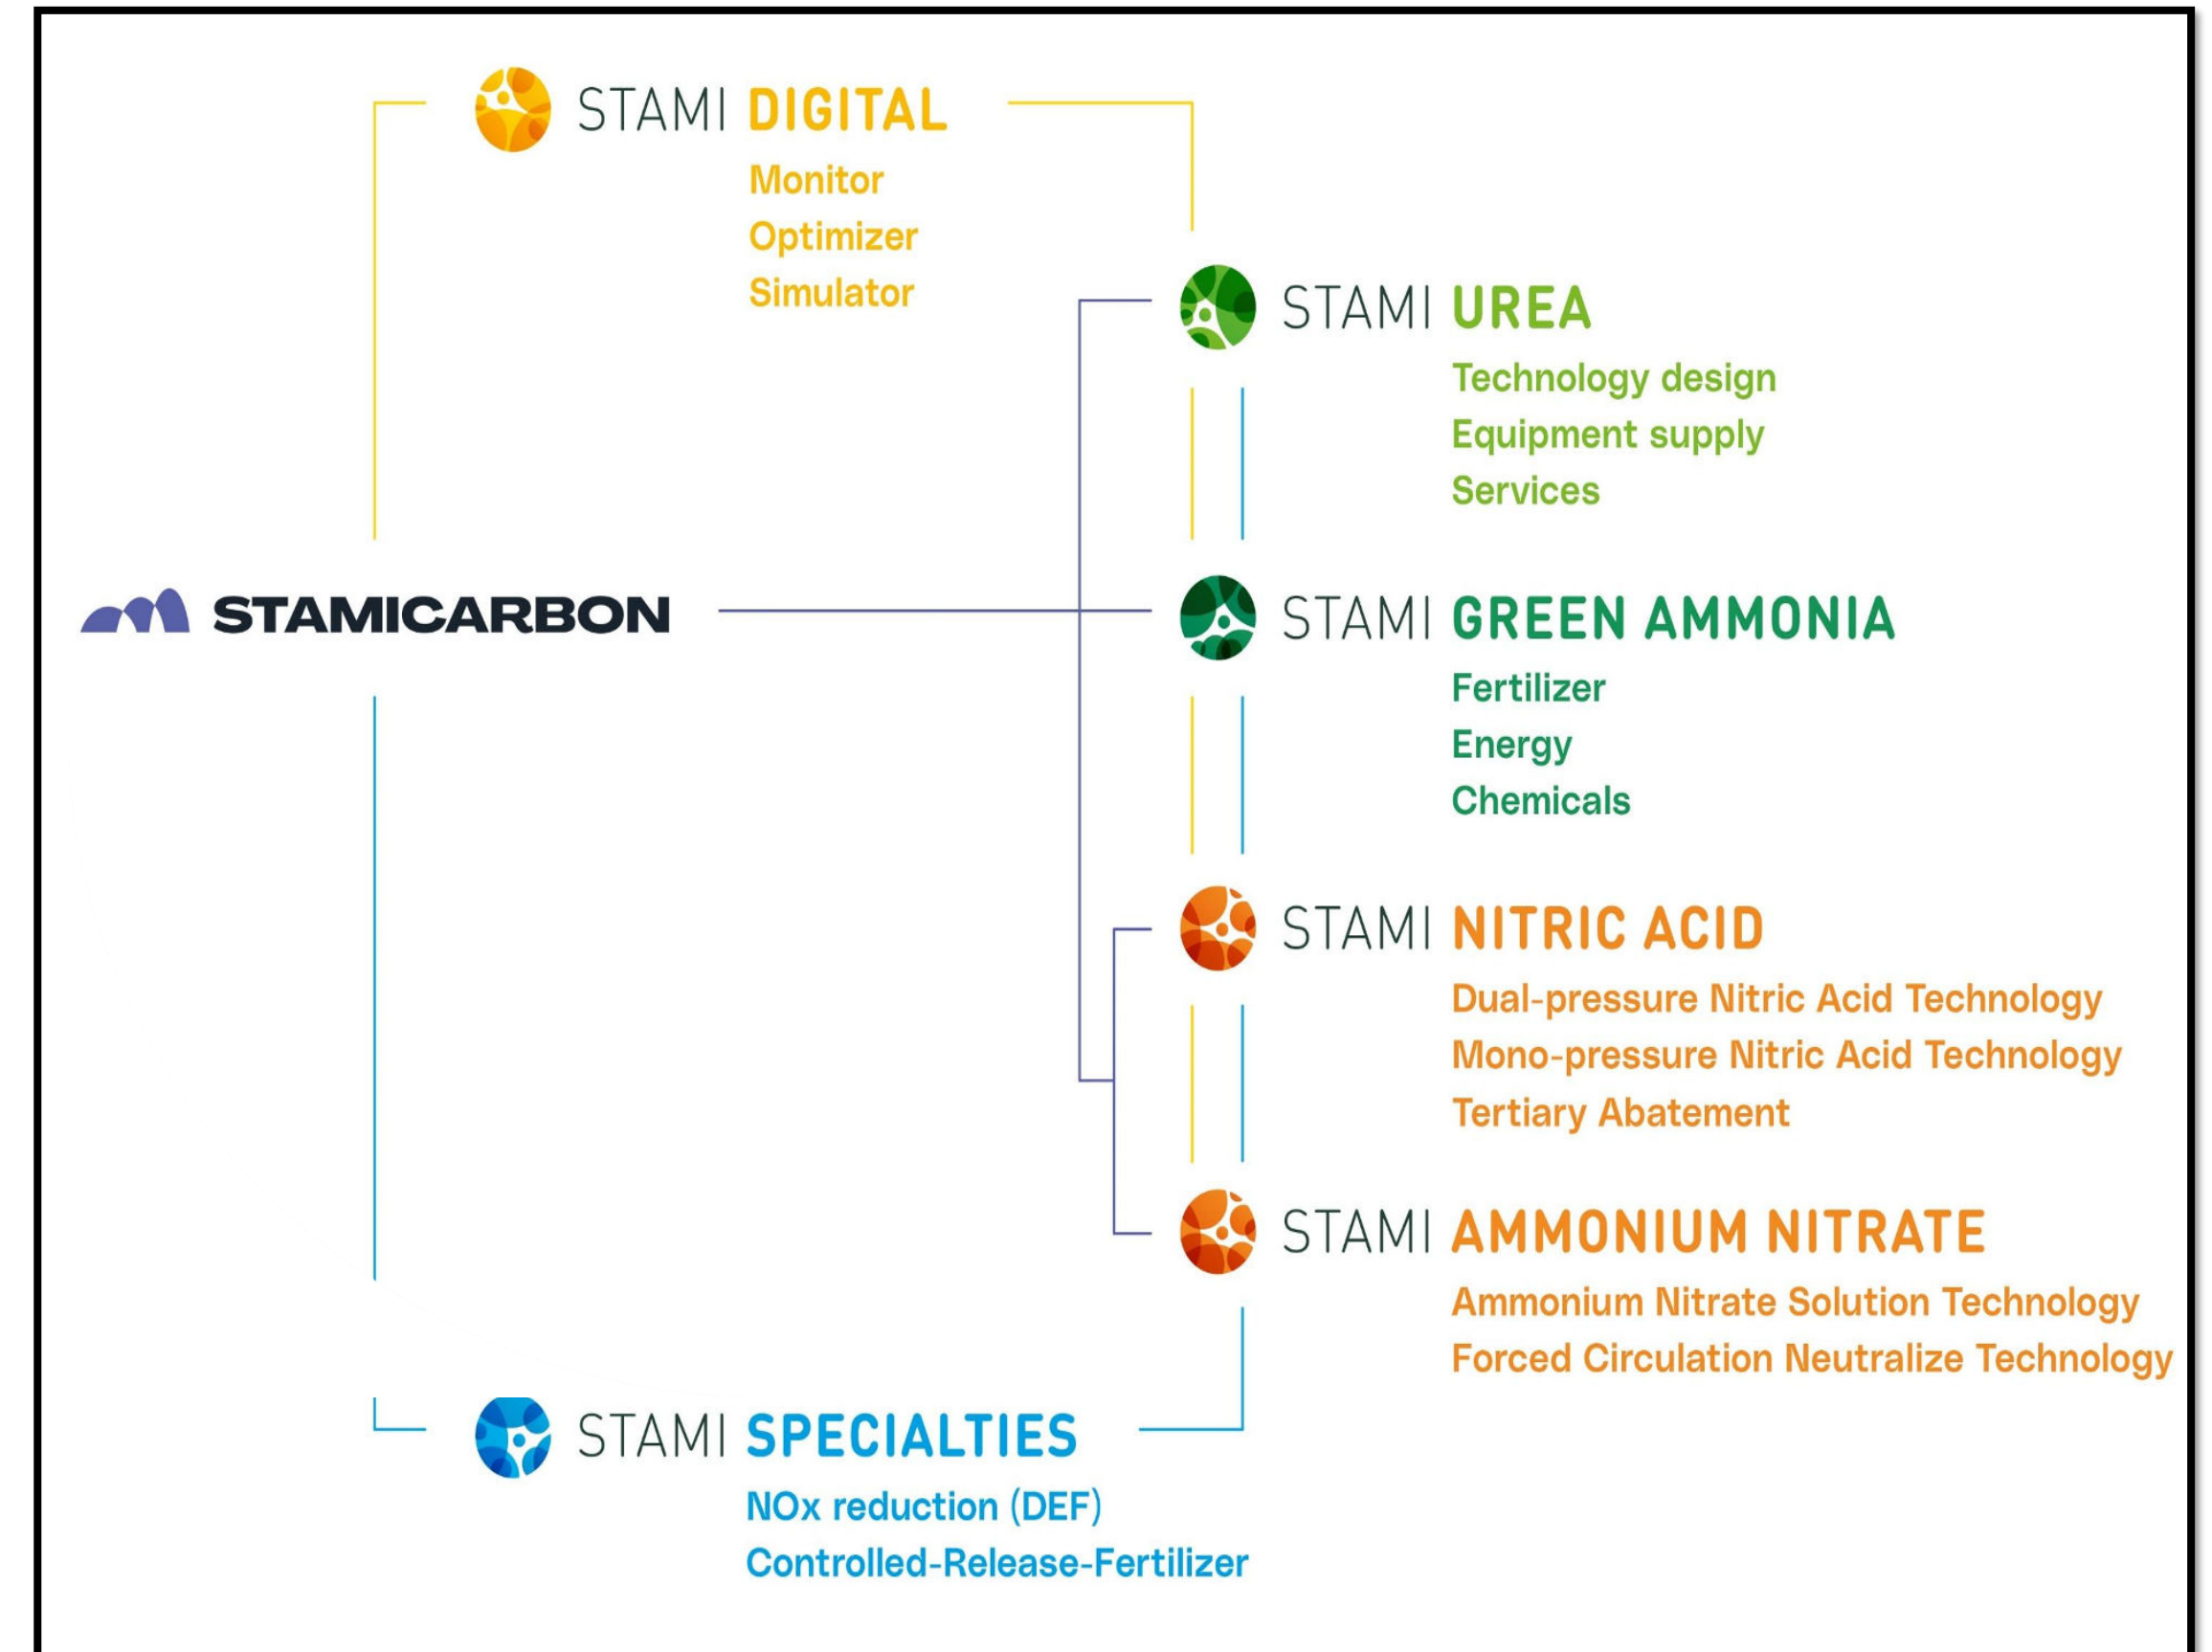 STAMI DIGITAL
Monitor
Optimizer
Simulator
STAMI UREA
Technology design
Equipment supply
Services
STAMICARBON
STAMI GREEN AMMONIA
Fertilizer
Energy
Chemicals
STAMI NITRIC ACID
Dual-pressure Nitric Acid Technology
Mono-pressure Nitric Acid Technology
Tertiary Abatement
STAMI AMMONIUM NITRATE
Ammonium Nitrate Solution Technology
Forced Circulation Neutralize Technology
STAMI SPECIALTIES
NOx reduction (DEF)
Controlled-Release-Fertilizer